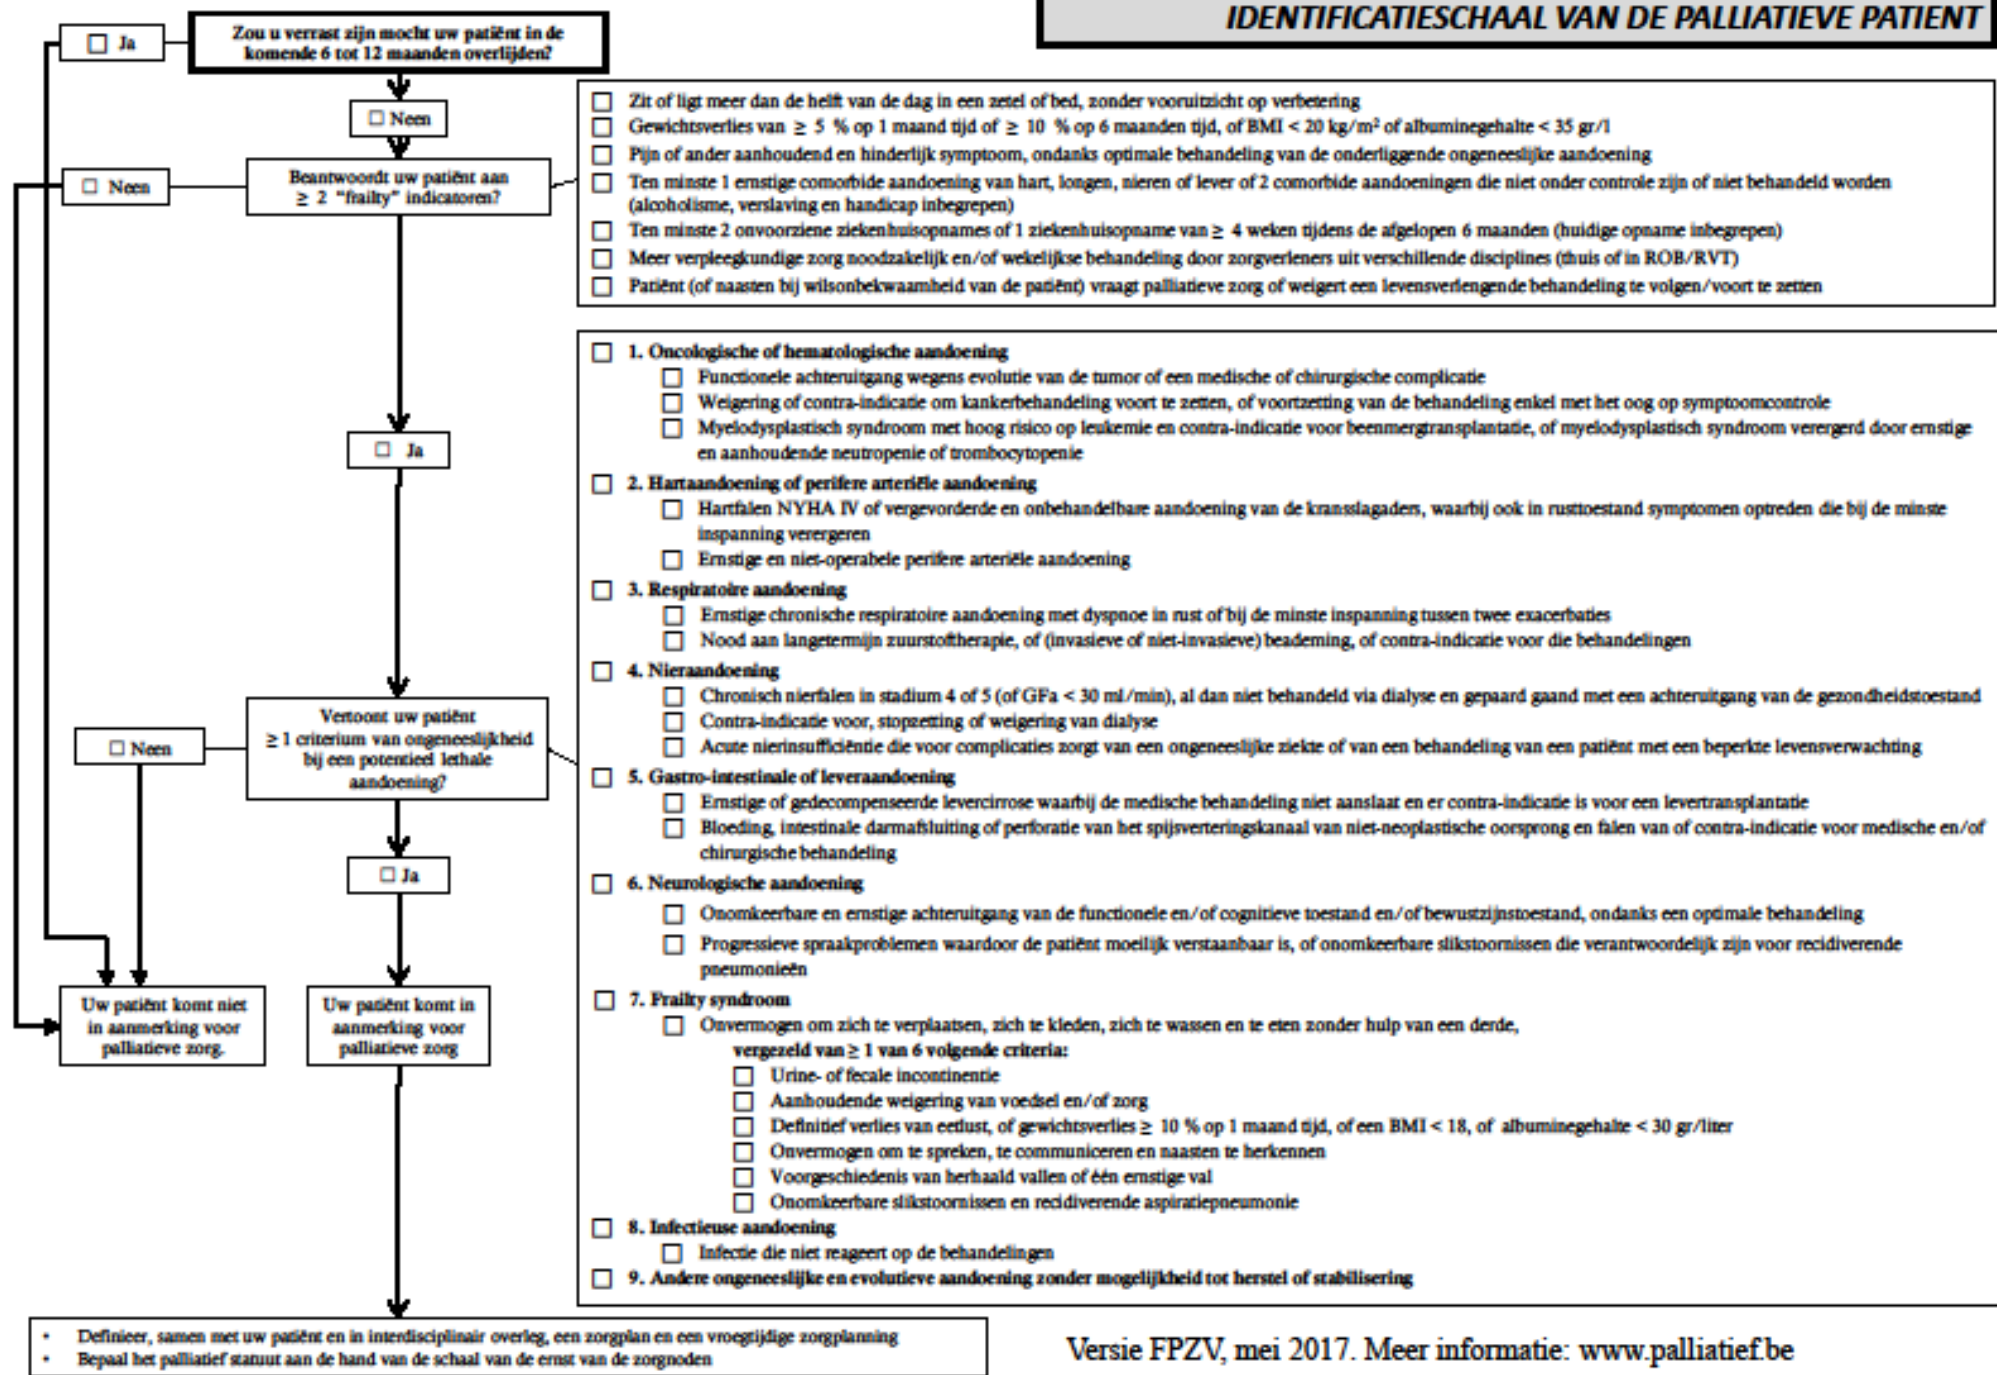 IDENTIFICATIESCHAAL VAN DE PALLIATIEVE PATIENT
☐ Ja
Zou u verrast zijn mocht uw patiënt in de
komende 6 tot 12 maanden overlijden?
☐ Neen
☐ Neen
Beantwoordt uw patiënt aan
≥ 2 “frailty” indicatoren?
☐ Zit of ligt meer dan de helft van de dag in een zetel of bed, zonder vooruitzicht op verbetering
☐ Gewichtsverlies van ≥ 5 % op 1 maand tijd of ≥ 10 % op 6 maanden tijd, of BMI < 20 kg/m² of albuminegehalte < 35 gr/l
☐ Pijn of ander aanhoudend en hinderlijk symptoom, ondanks optimale behandeling van de onderliggende ongeneeslijke aandoening
☐ Ten minste 1 ernstige comorbide aandoening van hart, longen, nieren of lever of 2 comorbide aandoeningen die niet onder controle zijn of niet behandeld worden
(alcoholisme, verslaving en handicap inbegrepen)
☐ Ten minste 2 onvoorziene ziekenhuisopnames of 1 ziekenhuisopname van ≥ 4 weken tijdens de afgelopen 6 maanden (huidige opname inbegrepen)
☐ Meer verpleegkundige zorg noodzakelijk en/of wekelijkse behandeling door zorgverleners uit verschillende disciplines (thuis of in ROB/RVT)
☐ Patiënt (of naasten bij wilsonbekwaamheid van de patiënt) vraagt palliatieve zorg of weigert een levensverlengende behandeling te volgen/voort te zetten
☐ Ja
☐ Neen
Vertoont uw patiënt
≥ 1 criterium van ongeneeslijkheid
bij een potentieel lethale
aandoening?
☐ Ja
☐ 1. Oncologische of hematologische aandoening
☐ Functionele achteruitgang wegens evolutie van de tumor of een medische of chirurgische complicatie
☐ Weigering of contra-indicatie om kankerbehandeling voort te zetten, of voortzetting van de behandeling enkel met het oog op symptoomcontrole
☐ Myelodysplastisch syndroom met hoog risico op leukemie en contra-indicatie voor beenmergtransplantatie, of myelodysplastisch syndroom verergerd door ernstige
en aanhoudende neutropenie of trombocytopenie
☐ 2. Hartaandoening of perifere arteriële aandoening
☐ Hartfalen NYHA IV of vergevorderde en onbehandelbare aandoening van de kransslagaders, waarbij ook in rusttoestand symptomen optreden die bij de minste
inspanning verergeren
☐ Ernstige en niet-operabele perifere arteriële aandoening
☐ 3. Respiratoire aandoening
☐ Ernstige chronische respiratoire aandoening met dyspnoe in rust of bij de minste inspanning tussen twee exacerbaties
☐ Nood aan langetermijn zuurstoftherapie, of (invasieve of niet-invasieve) beademing, of contra-indicatie voor die behandelingen
☐ 4. Nieraandoening
☐ Chronisch nierfalen in stadium 4 of 5 (of GFa < 30 ml/min), al dan niet behandeld via dialyse en gepaard gaand met een achteruitgang van de gezondheidstoestand
☐ Contra-indicatie voor, stopzetting of weigering van dialyse
☐ Acute nierinsufficiëntie die voor complicaties zorgt van een ongeneeslijke ziekte of van een behandeling van een patiënt met een beperkte levensverwachting
☐ 5. Gastro-intestinale of leveraandoening
☐ Ernstige of gedecompenseerde levercirrose waarbij de medische behandeling niet aanslaat en er contra-indicatie is voor een levertransplantatie
☐ Bloeding, intestinale darmafsluiting of perforatie van het spijsverteringskanaal van niet-neoplastische oorsprong en falen van of contra-indicatie voor medische en/of
chirurgische behandeling
☐ 6. Neurologische aandoening
☐ Onomkeerbare en ernstige achteruitgang van de functionele en/of cognitieve toestand en/of bewustzijnstoestand, ondanks een optimale behandeling
☐ Progressieve spraakproblemen waardoor de patiënt moeilijk verstaanbaar is, of onomkeerbare slikstoornissen die verantwoordelijk zijn voor recidiverende
pneumonieën
☐ 7. Frailty syndroom
☐ Onvermogen om zich te verplaatsen, zich te kleden, zich te wassen en te eten zonder hulp van een derde,
vergezeld van ≥ 1 van 6 volgende criteria:
☐ Urine- of fecale incontinentie
☐ Aanhoudende weigering van voedsel en/of zorg
☐ Definitief verlies van eetlust, of gewichtsverlies ≥ 10 % op 1 maand tijd, of een BMI < 18, of albuminegehalte < 30 gr/liter
☐ Onvermogen om te spreken, te communiceren en naasten te herkennen
☐ Voorgeschiedenis van herhaald vallen of één ernstige val
☐ Onomkeerbare slikstoornissen en recidiverende aspiratiepneumonie
☐ 8. Infectieuse aandoening
☐ Infectie die niet reageert op de behandelingen
☐ 9. Andere ongeneeslijke en evolutieve aandoening zonder mogelijkheid tot herstel of stabilisering
Uw patiënt komt niet
in aanmerking voor
palliatieve zorg.
Uw patiënt komt in
aanmerking voor
palliatieve zorg
• Definieer, samen met uw patiënt en in interdisciplinair overleg, een zorgplan en een vroegtijdige zorgplanning
• Bepaal het palliatief statuut aan de hand van de schaal van de ernst van de zorgnoden
Versie FPZV, mei 2017. Meer informatie: www.palliatief.be